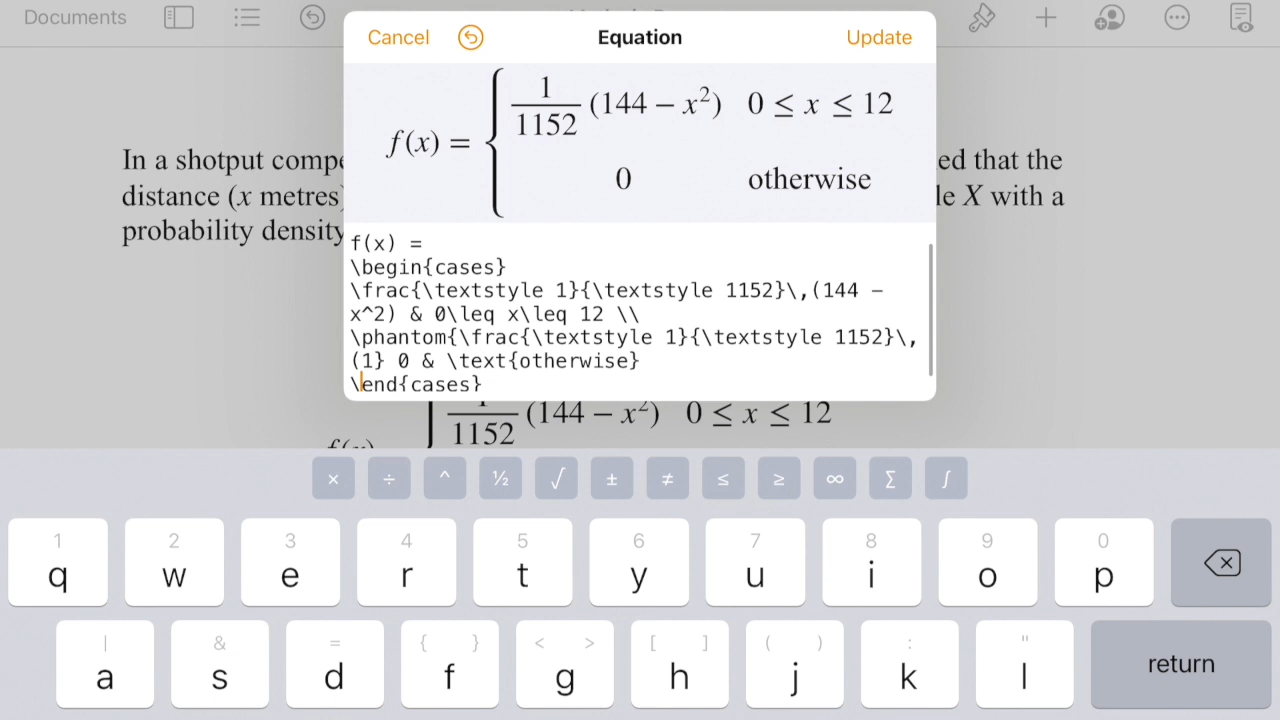 Documents
Cancel Equation Update
f(x) = { 1/1152 (144 − x²) 0 ≤ x ≤ 12
0 otherwise
In a shotput ed that the
distance (x metres) X with a
probability density
f(x) =
\begin{cases}
\frac{\textstyle 1}{\textstyle 1152}\,(144 −
x^2) & 0\leq x\leq 12 \\
\phantom{\frac{\textstyle 1}{\textstyle 1152}\,
(1} 0 & \text{otherwise}
\end{cases}
1/1152 (144 − x²) 0 ≤ x ≤ 12
× ÷ ^ ½ √ ± ≠ ≤ ≥ ∞ Σ ∫
1 2 3 4 5 6 7 8 9 0
q w e r t y u i o p
| & = { } < > [ ] ( ) : "
a s d f g h j k l return